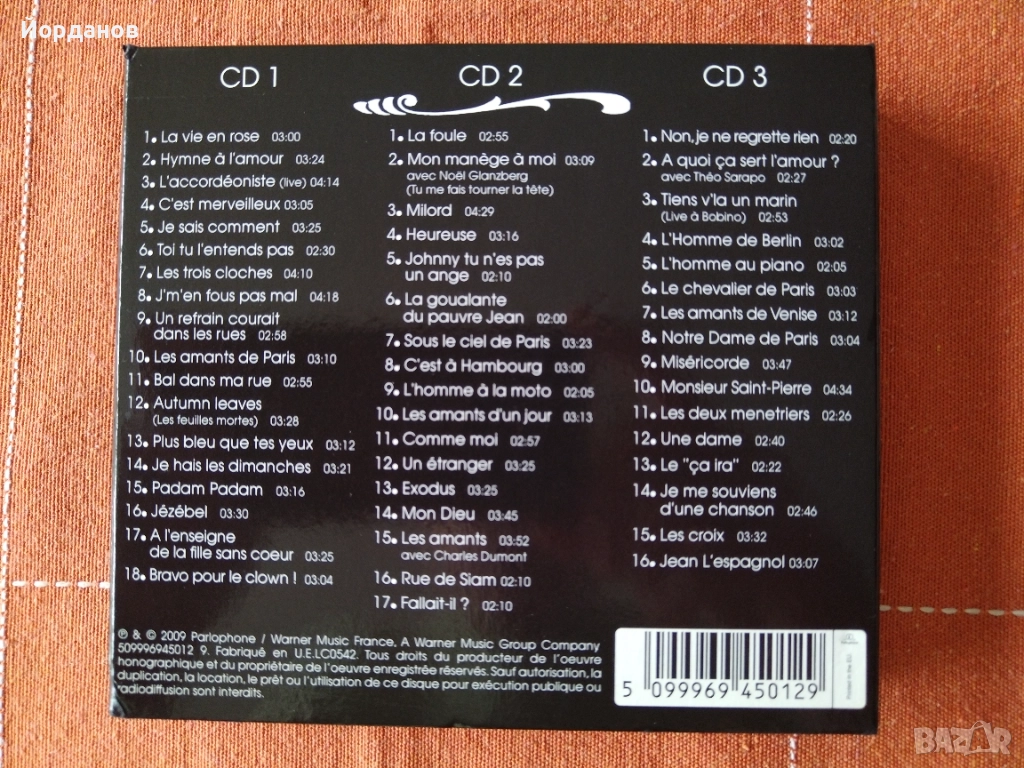 Йорданов
CD 1
1. La vie en rose 03:00
2. Hymne à l'amour 03:24
3. L'accordéoniste (live) 04:14
4. C'est merveilleux 03:05
5. Je sais comment 03:25
6. Toi tu l'entends pas 02:30
7. Les trois cloches 04:10
8. J'm'en fous pas mal 04:18
9. Un refrain courait
dans les rues 02:58
10. Les amants de Paris 03:10
11. Bal dans ma rue 02:55
12. Autumn leaves
(Les feuilles mortes) 03:28
13. Plus bleu que tes yeux 03:12
14. Je hais les dimanches 03:21
15. Padam Padam 03:16
16. Jézébel 03:30
17. A l'enseigne
de la fille sans coeur 03:25
18. Bravo pour le clown ! 03:04
CD 2
1. La foule 02:55
2. Mon manège à moi 03:09
avec Noël Glanzberg
(Tu me fais tourner la tête)
3. Milord 04:29
4. Heureuse 03:16
5. Johnny tu n'es pas
un ange 02:10
6. La goualante
du pauvre Jean 02:00
7. Sous le ciel de Paris 03:23
8. C'est à Hambourg 03:00
9. L'homme à la moto 02:05
10. Les amants d'un jour 03:13
11. Comme moi 02:57
12. Un étranger 03:25
13. Exodus 03:25
14. Mon Dieu 03:45
15. Les amants 03:52
avec Charles Dumont
16. Rue de Siam 02:10
17. Fallait-il ? 02:10
CD 3
1. Non, je ne regrette rien 02:20
2. A quoi ça sert l'amour ?
avec Théo Sarapo 02:27
3. Tiens v'la un marin
(Live à Bobino) 02:53
4. L'Homme de Berlin 03:02
5. L'homme au piano 02:05
6. Le chevalier de Paris 03:03
7. Les amants de Venise 03:12
8. Notre Dame de Paris 03:04
9. Miséricorde 03:47
10. Monsieur Saint-Pierre 04:34
11. Les deux menetriers 02:26
12. Une dame 02:40
13. Le "ça ira" 02:22
14. Je me souviens
d'une chanson 02:46
15. Les croix 03:32
16. Jean L'espagnol 03:07
℗ & © 2009 Parlophone / Warner Music France, A Warner Music Group Company
509996945012 9. Fabriqué en U.E.LC0542. Tous droits du producteur de l'oeuvre
honographique et du propriétaire de l'oeuvre enregistrée réservés. Sauf autorisation, la
duplication, la location, le prêt ou l'utilisation de ce disque pour exécution publique ou
radiodiffusion sont interdits.
5 099969 450129
BAZAR